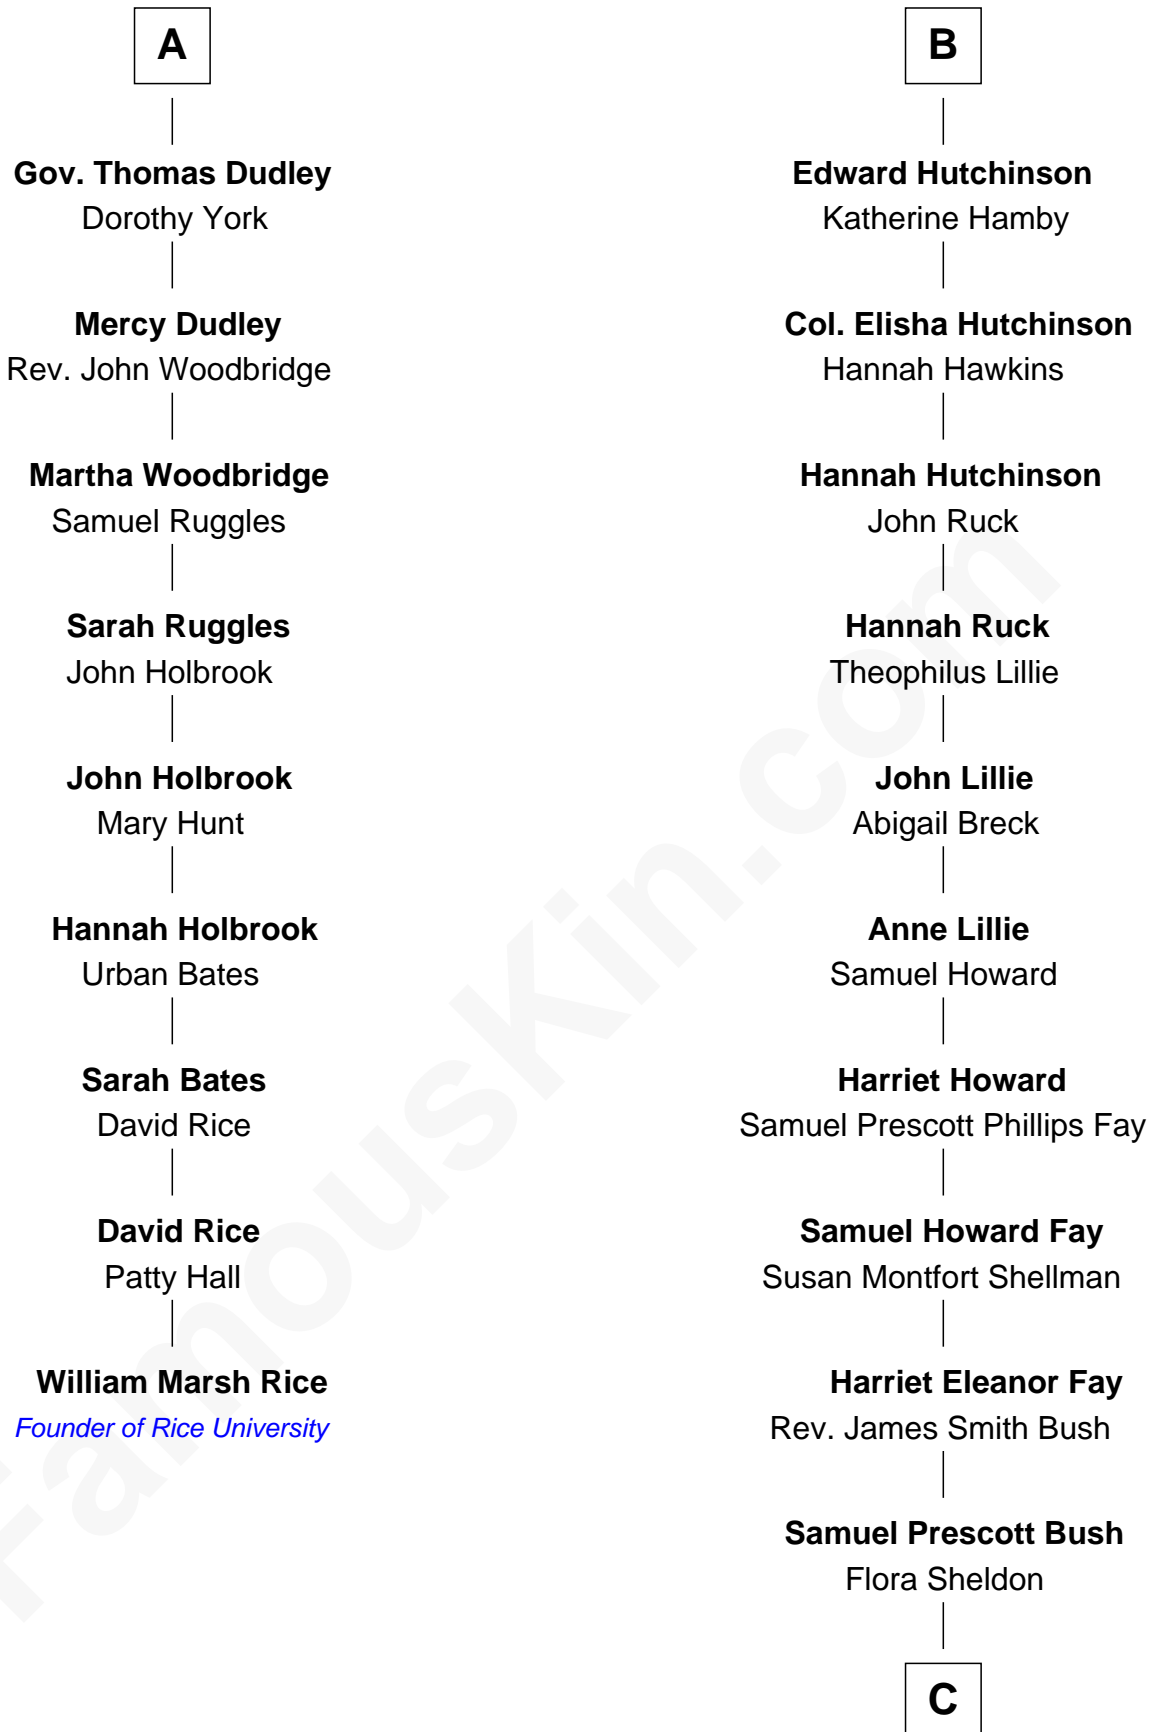 A
Gov. Thomas Dudley
Dorothy York
Mercy Dudley
Rev. John Woodbridge
Martha Woodbridge
Samuel Ruggles
Sarah Ruggles
John Holbrook
John Holbrook
Mary Hunt
Hannah Holbrook
Urban Bates
Sarah Bates
David Rice
David Rice
Patty Hall
William Marsh Rice
Founder of Rice University
B
Edward Hutchinson
Katherine Hamby
Col. Elisha Hutchinson
Hannah Hawkins
Hannah Hutchinson
John Ruck
Hannah Ruck
Theophilus Lillie
John Lillie
Abigail Breck
Anne Lillie
Samuel Howard
Harriet Howard
Samuel Prescott Phillips Fay
Samuel Howard Fay
Susan Montfort Shellman
Harriet Eleanor Fay
Rev. James Smith Bush
Samuel Prescott Bush
Flora Sheldon
C
FamousKin.com